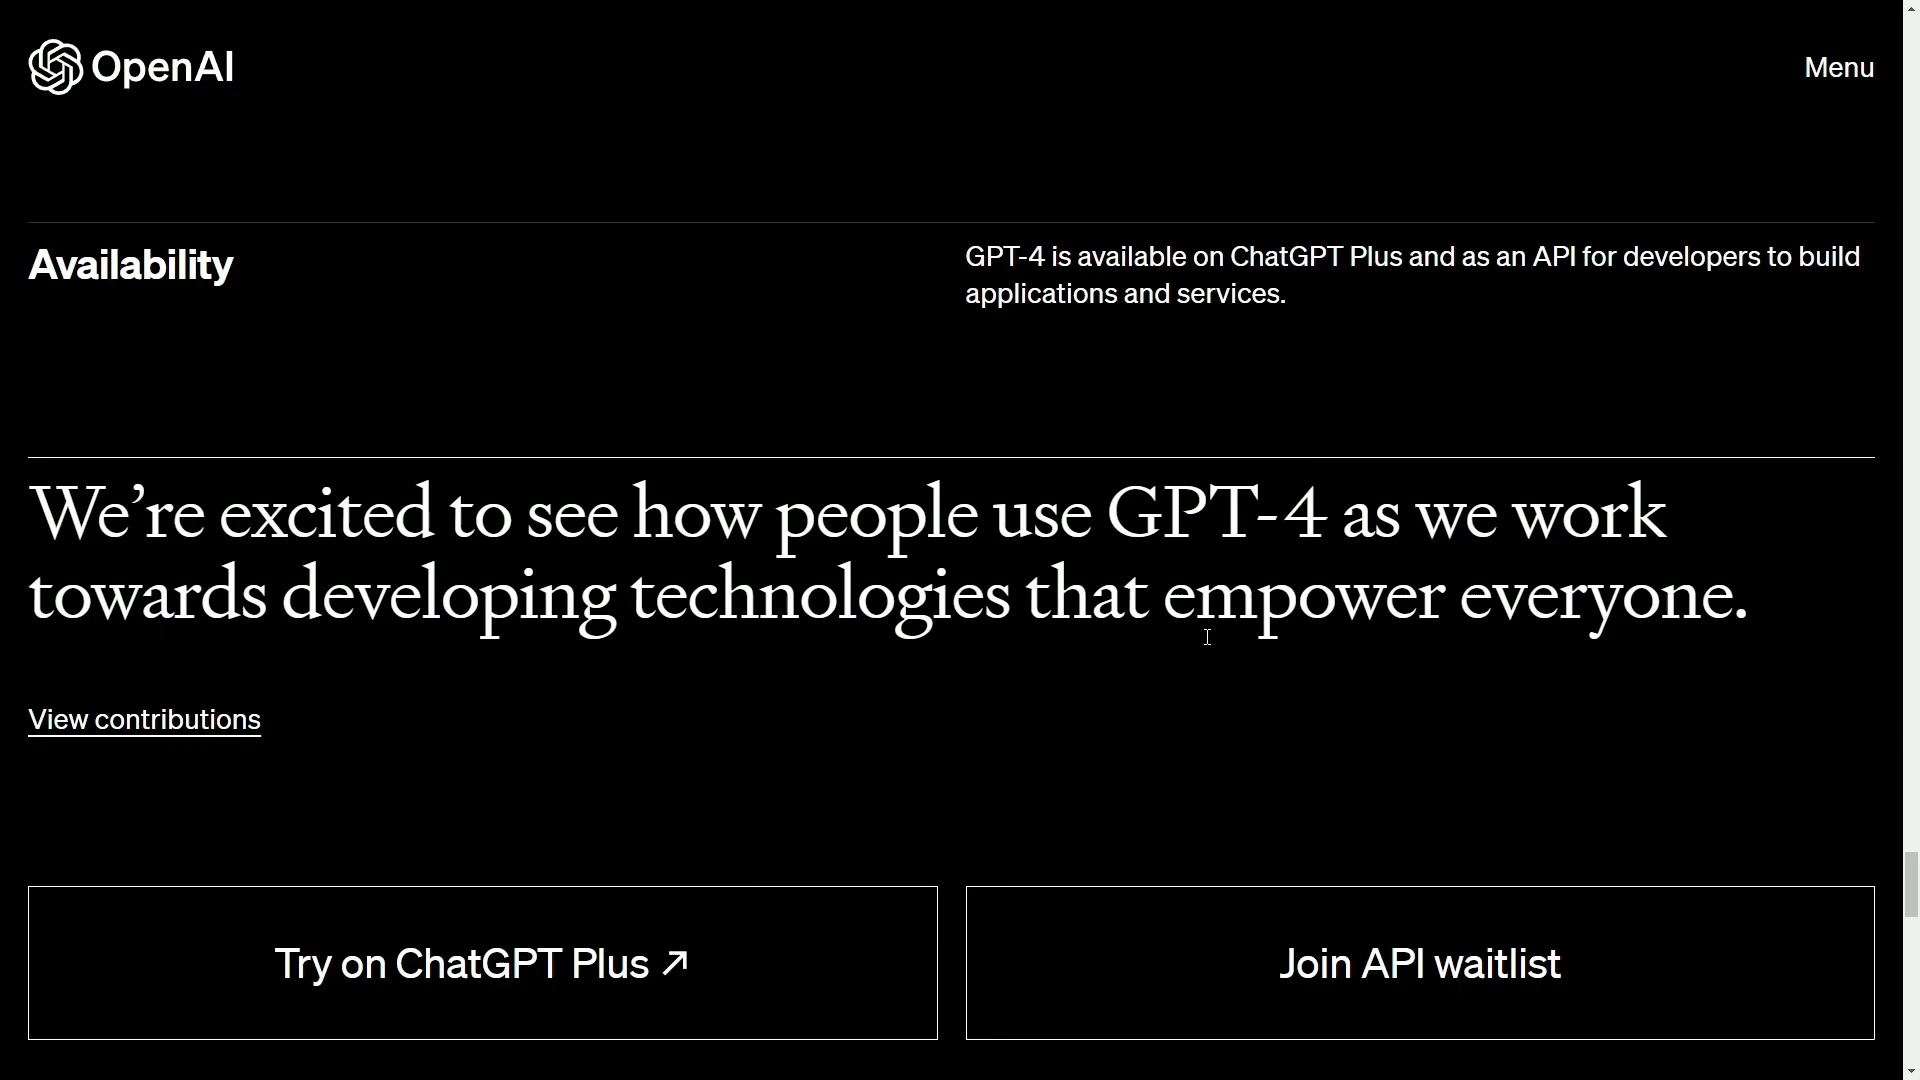 OpenAI
Menu
Availability
GPT-4 is available on ChatGPT Plus and as an API for developers to build
applications and services.
We’re excited to see how people use GPT-4 as we work
towards developing technologies that empower everyone.
View contributions
Try on ChatGPT Plus ↗
Join API waitlist